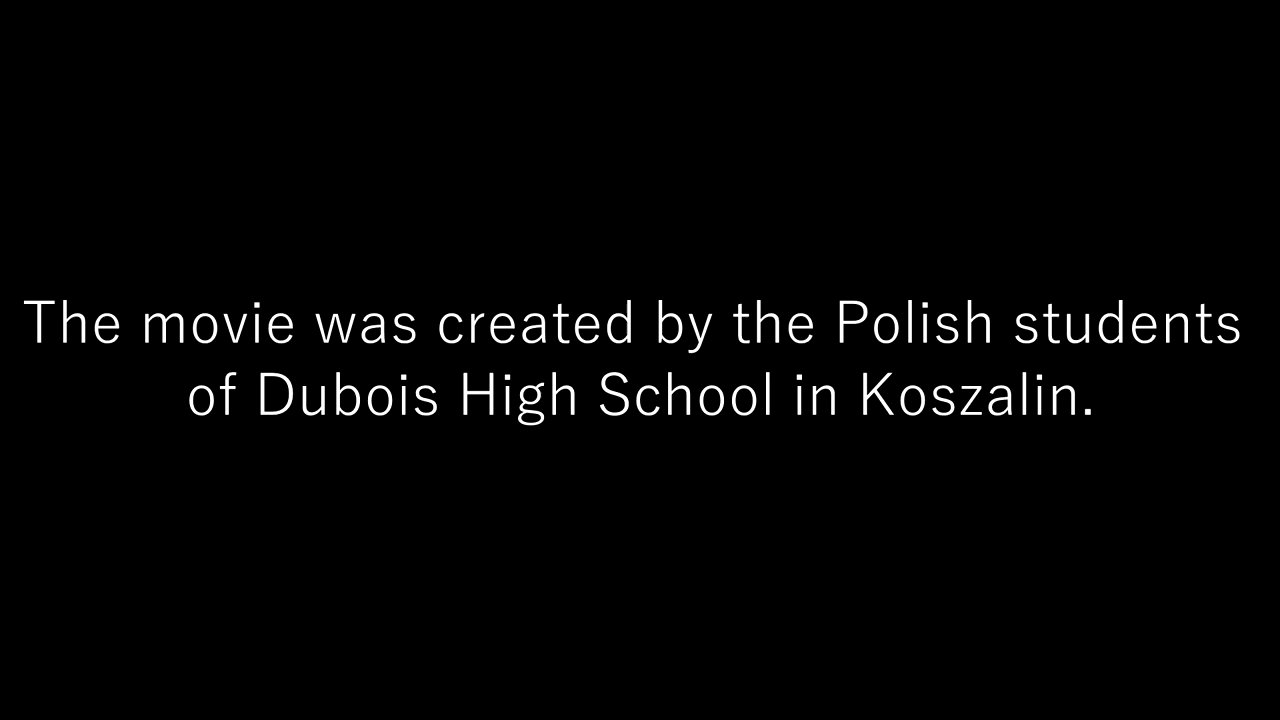 The movie was created by the Polish students
of Dubois High School in Koszalin.